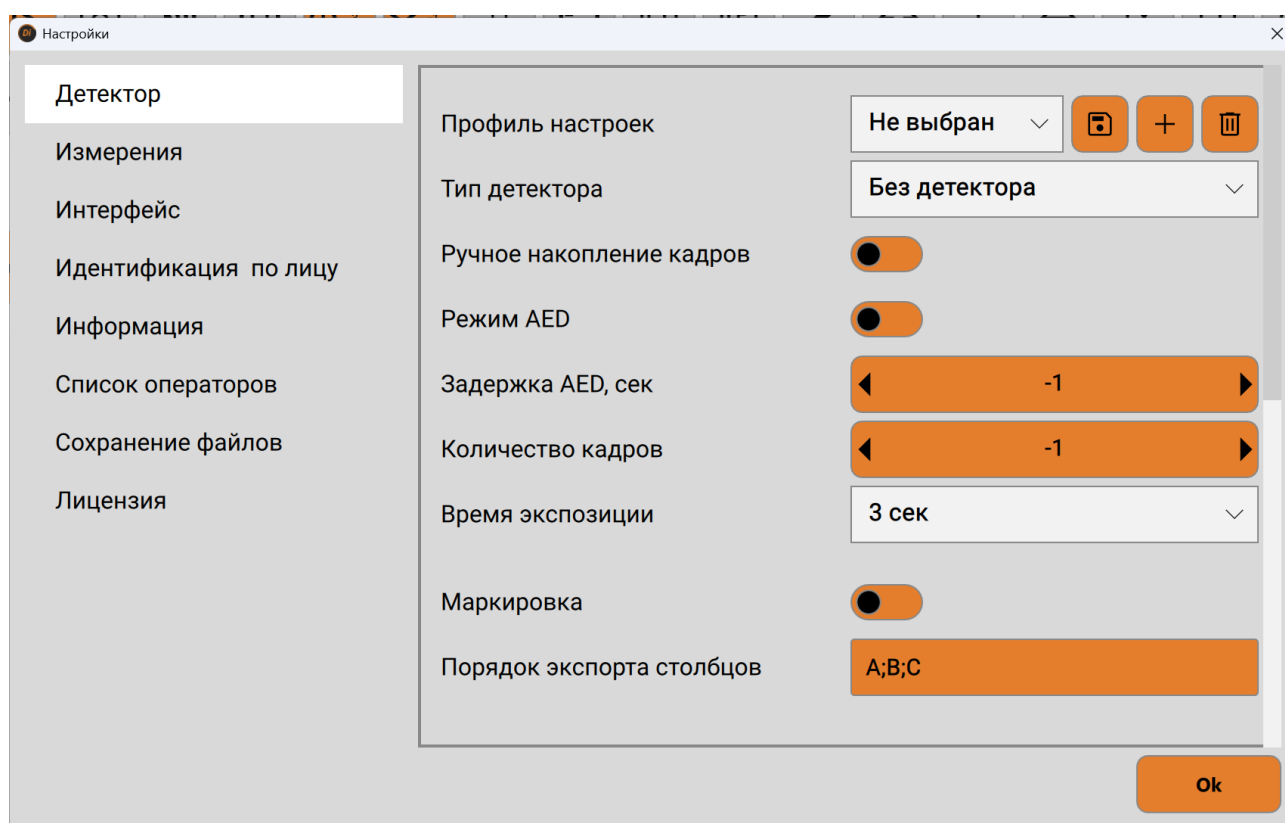 Di Настройки
Детектор
Измерения
Интерфейс
Идентификация  по лицу
Информация
Список операторов
Сохранение файлов
Лицензия
Профиль настроек Не выбран
Тип детектора Без детектора
Ручное накопление кадров
Режим AED
Задержка AED, сек -1
Количество кадров -1
Время экспозиции 3 сек
Маркировка
Порядок экспорта столбцов A;B;C
Ok